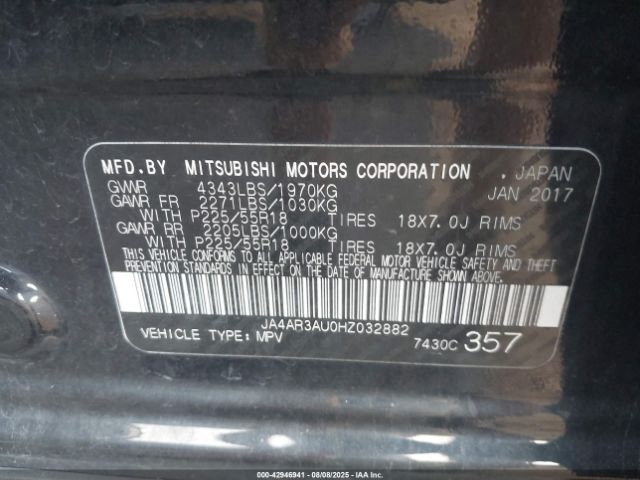 MFD.BY MITSUBISHI MOTORS CORPORATION . JAPAN
GVWR 4343LBS/1970KG JAN 2017
GAWR FR 2271LBS/1030KG
WITH P225/55R18 TIRES 18X7.0J RIMS
GAWR RR 2205LBS/1000KG
WITH P225/55R18 TIRES 18X7.0J RIMS
THIS VEHICLE CONFORMS TO ALL APPLICABLE FEDERAL MOTOR VEHICLE SAFETY AND THEFT
PREVENTION STANDARDS IN EFFECT ON THE DATE OF MANUFACTURE SHOWN ABOVE.
JA4AR3AU0HZ032882
VEHICLE TYPE: MPV 7430C 357
000-42946941 - 08/08/2025 - IAA Inc.